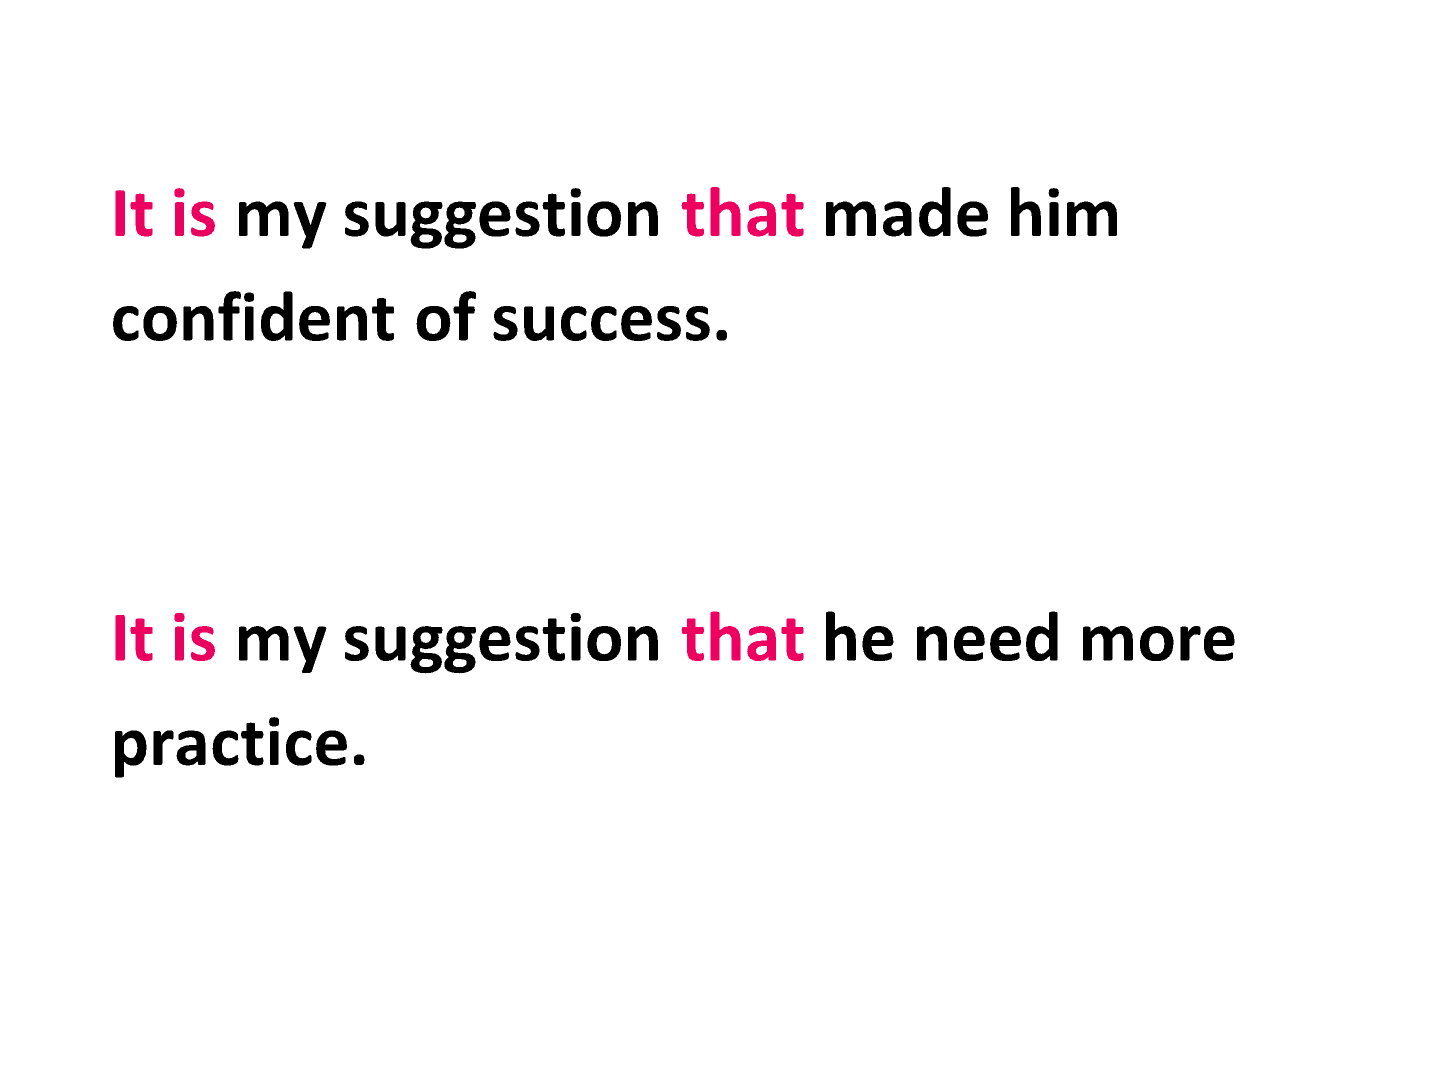 It is my suggestion that made him
confident of success.
It is my suggestion that he need more
practice.